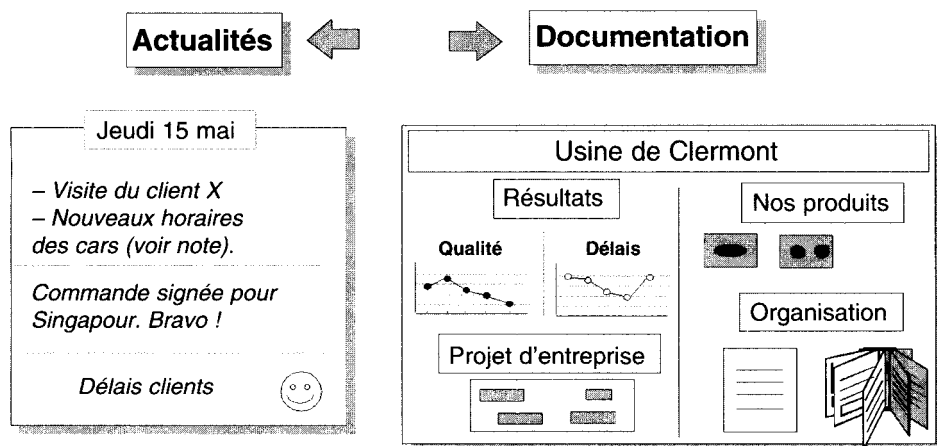 Actualités
Documentation
Jeudi 15 mai
– Visite du client X
– Nouveaux horaires
des cars (voir note).
Commande signée pour
Singapour. Bravo !
Délais clients
Usine de Clermont
Résultats
Qualité
Délais
Projet d'entreprise
Nos produits
Organisation